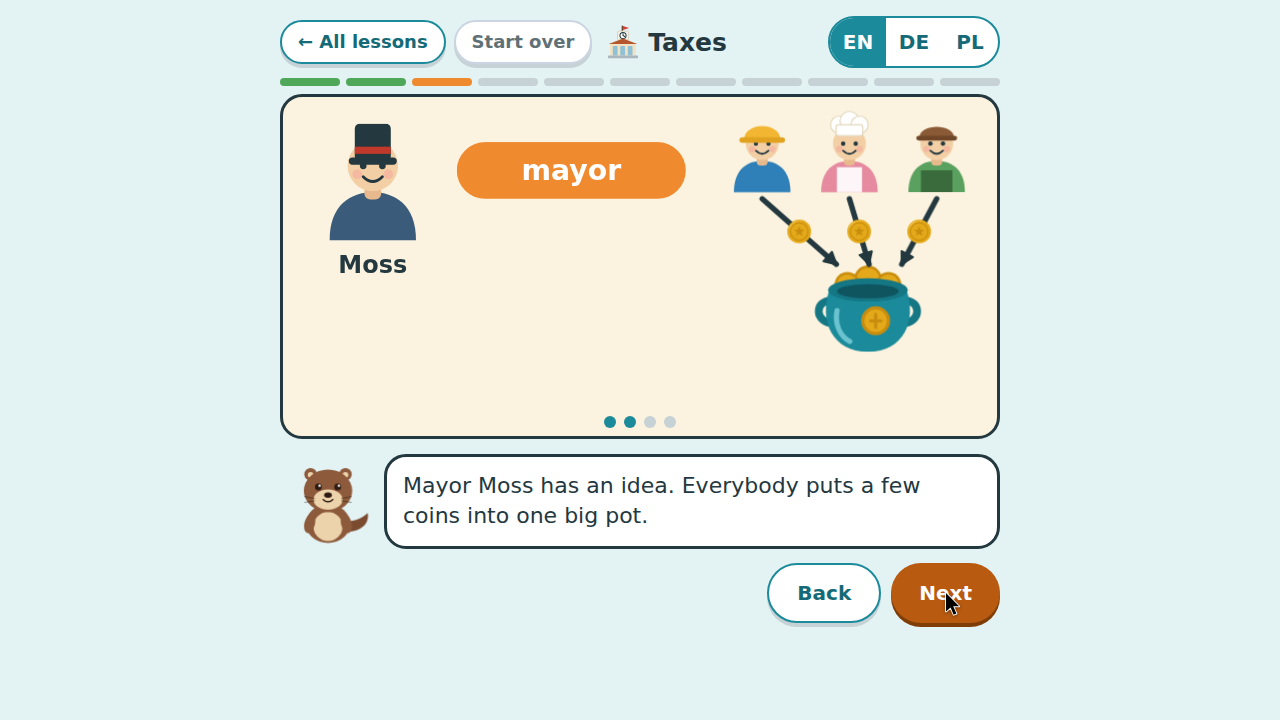 ← All lessons
Start over
Taxes
EN DE PL
mayor
Moss
Mayor Moss has an idea. Everybody puts a few
coins into one big pot.
Back
Next